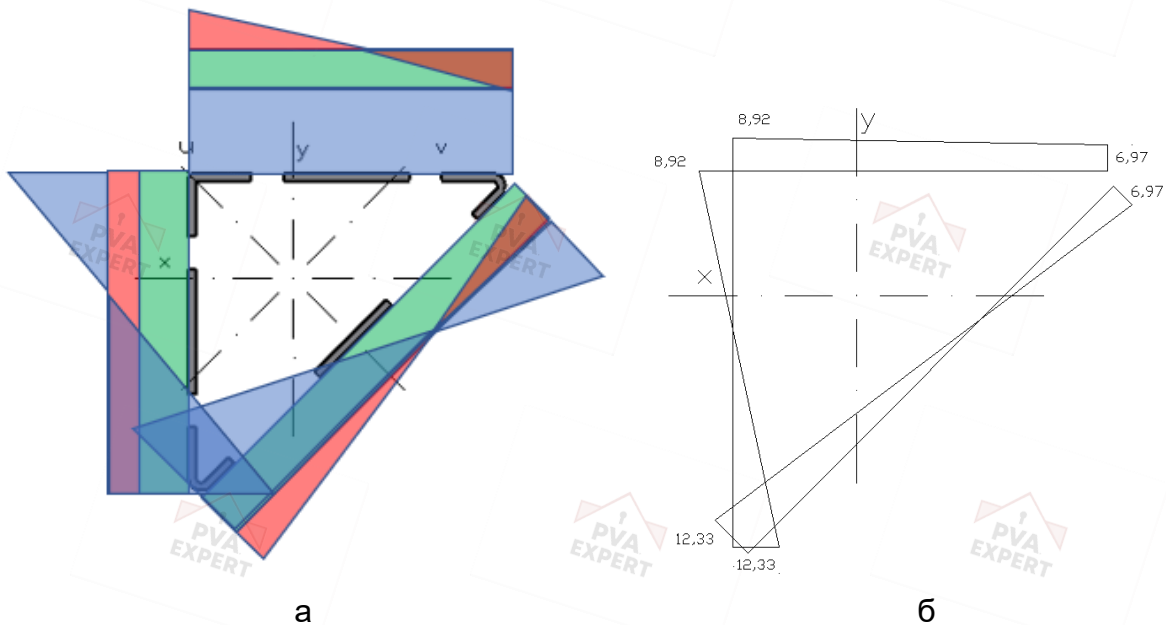 8,92
y
8,92
6,97
6,97
u
y
v
x
x
12,33
12,33
PVA
EXPERT
PVA
EXPERT
PVA
EXPERT
PVA
EXPERT
PVA
EXPERT
PVA
EXPERT
а
б